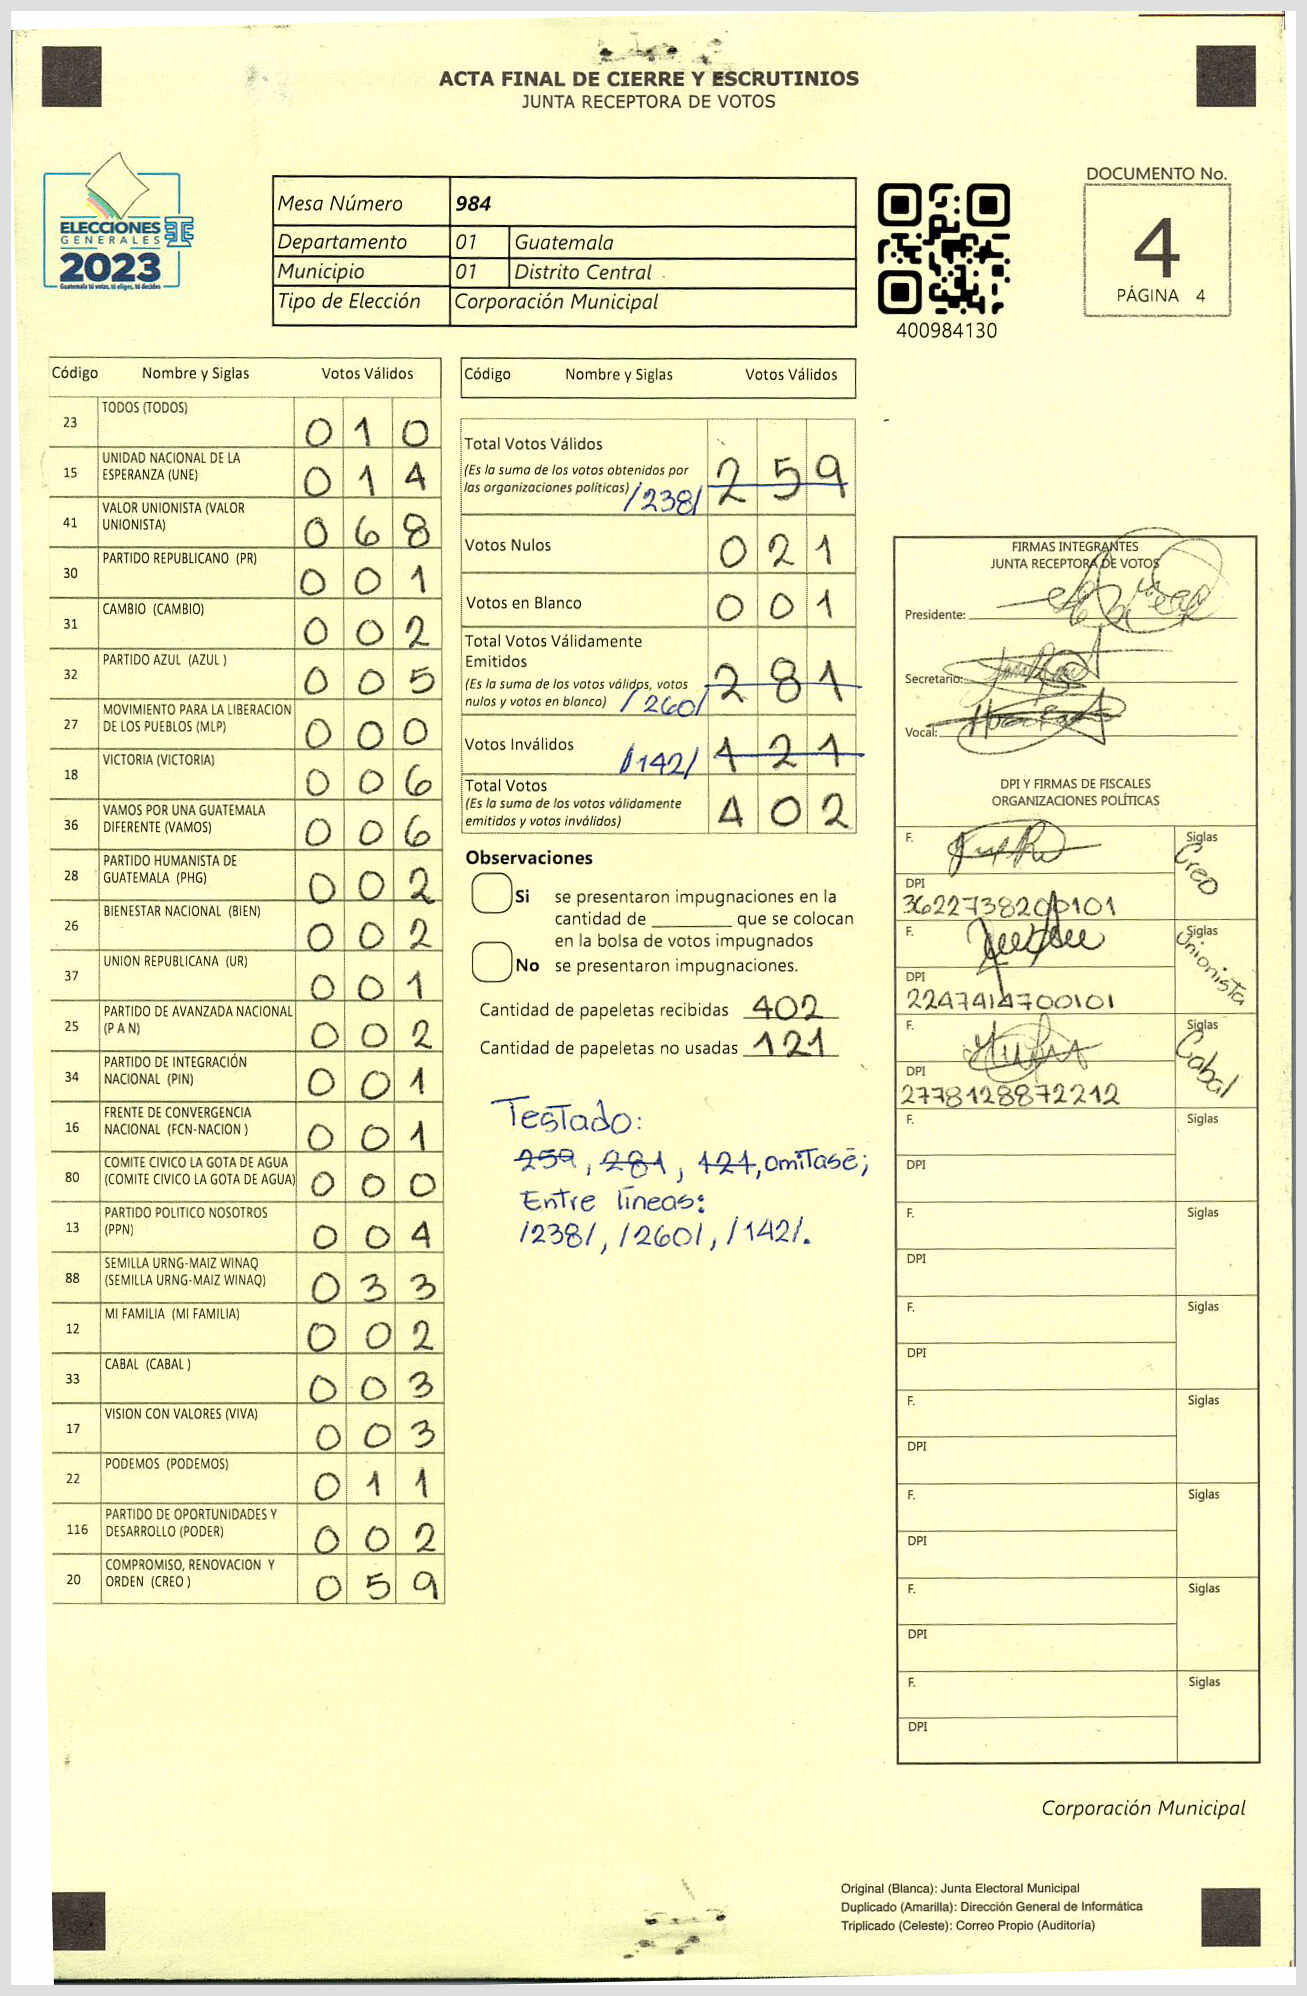 ACTA FINAL DE CIERRE Y ESCRUTINIOS
JUNTA RECEPTORA DE VOTOS
ELECCIONES
GENERALES
2023
Guatemala tú votas, tú eliges, tú decides
Mesa Número 984
Departamento 01 Guatemala
Municipio 01 Distrito Central
Tipo de Elección Corporación Municipal
400984130
DOCUMENTO No.
4
PÁGINA 4
Código Nombre y Siglas Votos Válidos
23 TODOS (TODOS) 0 1 0
15 UNIDAD NACIONAL DE LA
ESPERANZA (UNE) 0 1 4
41 VALOR UNIONISTA (VALOR
UNIONISTA) 0 6 8
30 PARTIDO REPUBLICANO (PR) 0 0 1
31 CAMBIO (CAMBIO) 0 0 2
32 PARTIDO AZUL (AZUL ) 0 0 5
27 MOVIMIENTO PARA LA LIBERACION
DE LOS PUEBLOS (MLP) 0 0 0
18 VICTORIA (VICTORIA) 0 0 6
36 VAMOS POR UNA GUATEMALA
DIFERENTE (VAMOS) 0 0 6
28 PARTIDO HUMANISTA DE
GUATEMALA (PHG) 0 0 2
26 BIENESTAR NACIONAL (BIEN) 0 0 2
37 UNION REPUBLICANA (UR) 0 0 1
25 PARTIDO DE AVANZADA NACIONAL
(P A N) 0 0 2
34 PARTIDO DE INTEGRACIÓN
NACIONAL (PIN) 0 0 1
16 FRENTE DE CONVERGENCIA
NACIONAL (FCN-NACION ) 0 0 1
80 COMITE CIVICO LA GOTA DE AGUA
(COMITE CIVICO LA GOTA DE AGUA) 0 0 0
13 PARTIDO POLITICO NOSOTROS
(PPN) 0 0 4
88 SEMILLA URNG-MAIZ WINAQ
(SEMILLA URNG-MAIZ WINAQ) 0 3 3
12 MI FAMILIA (MI FAMILIA) 0 0 2
33 CABAL (CABAL ) 0 0 3
17 VISION CON VALORES (VIVA) 0 0 3
22 PODEMOS (PODEMOS) 0 1 1
116 PARTIDO DE OPORTUNIDADES Y
DESARROLLO (PODER) 0 0 2
20 COMPROMISO, RENOVACION Y
ORDEN (CREO ) 0 5 9
Código Nombre y Siglas Votos Válidos
Total Votos Válidos
(Es la suma de los votos obtenidos por
las organizaciones políticas) /238/ 2 5 9
Votos Nulos 0 2 1
Votos en Blanco 0 0 1
Total Votos Válidamente
Emitidos
(Es la suma de los votos válidos, votos
nulos y votos en blanco) /260/ 2 8 1
Votos Inválidos /142/ 1 2 1
Total Votos
(Es la suma de los votos válidamente
emitidos y votos inválidos) 4 0 2
Observaciones
Si se presentaron impugnaciones en la
cantidad de ________ que se colocan
en la bolsa de votos impugnados
No se presentaron impugnaciones.
Cantidad de papeletas recibidas 402
Cantidad de papeletas no usadas 121
Testado:
259, 281, 121, omitase;
Entre líneas:
/238/, /260/, /142/.
FIRMAS INTEGRANTES
JUNTA RECEPTORA DE VOTOS
Presidente:
Secretario:
Vocal:
DPI Y FIRMAS DE FISCALES
ORGANIZACIONES POLÍTICAS
F. Siglas
Creo
DPI
3622738200101
F. Siglas
Unionista
DPI
2247414700101
F. Siglas
Cabal
DPI
2778128872212
F. Siglas
DPI
F. Siglas
DPI
F. Siglas
DPI
F. Siglas
DPI
F. Siglas
DPI
F. Siglas
DPI
F. Siglas
DPI
Corporación Municipal
Original (Blanca): Junta Electoral Municipal
Duplicado (Amarilla): Dirección General de Informática
Triplicado (Celeste): Correo Propio (Auditoría)